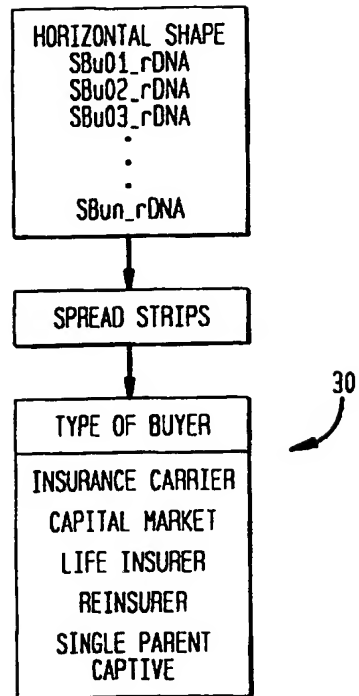 HORIZONTAL SHAPE
SBu01_rDNA
SBu02_rDNA
SBu03_rDNA
.
.
.
SBun_rDNA
SPREAD STRIPS
TYPE OF BUYER
30
INSURANCE CARRIER
CAPITAL MARKET
LIFE INSURER
REINSURER
SINGLE PARENT
CAPTIVE